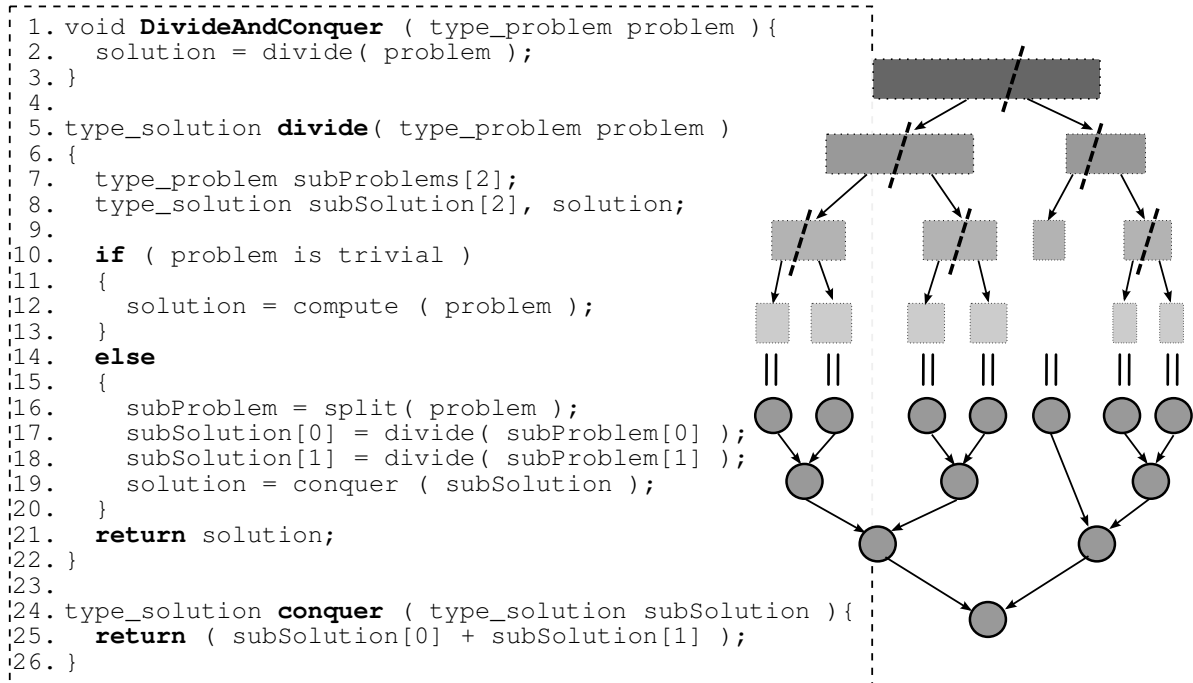 1. void DivideAndConquer ( type_problem problem ){
2.   solution = divide( problem );
3. }
4.
5. type_solution divide( type_problem problem )
6. {
7.   type_problem subProblems[2];
8.   type_solution subSolution[2], solution;
9.
10.   if ( problem is trivial )
11.   {
12.     solution = compute ( problem );
13.   }
14.   else
15.   {
16.     subProblem = split( problem );
17.     subSolution[0] = divide( subProblem[0] );
18.     subSolution[1] = divide( subProblem[1] );
19.     solution = conquer ( subSolution );
20.   }
21.   return solution;
22. }
23.
24. type_solution conquer ( type_solution subSolution ){
25.   return ( subSolution[0] + subSolution[1] );
26. }